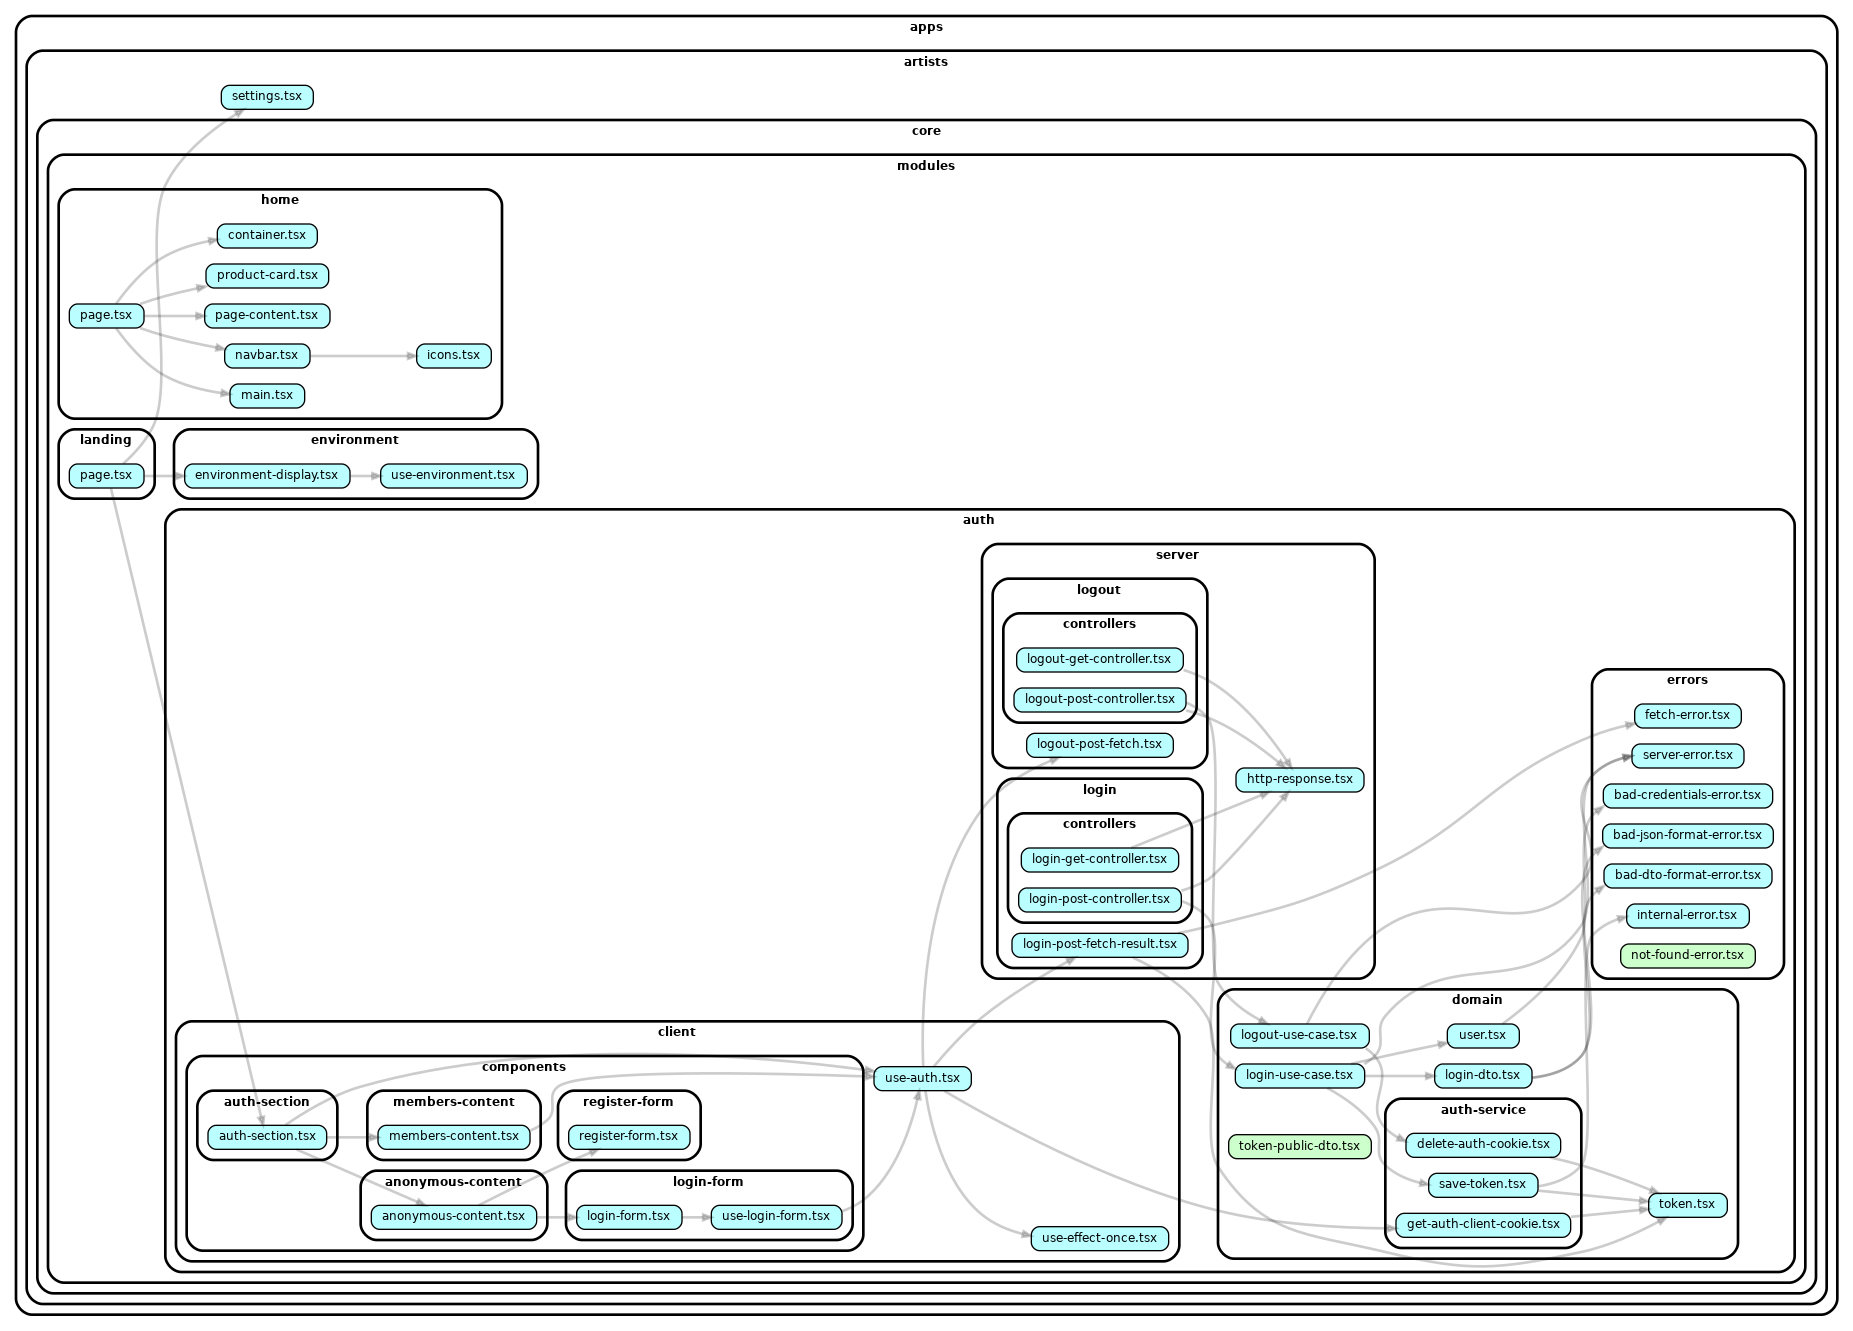 apps
artists
settings.tsx
core
modules
home
container.tsx
product-card.tsx
page.tsx
page-content.tsx
navbar.tsx
icons.tsx
main.tsx
landing
page.tsx
environment
environment-display.tsx
use-environment.tsx
auth
server
logout
controllers
logout-get-controller.tsx
logout-post-controller.tsx
logout-post-fetch.tsx
http-response.tsx
login
controllers
login-get-controller.tsx
login-post-controller.tsx
login-post-fetch-result.tsx
errors
fetch-error.tsx
server-error.tsx
bad-credentials-error.tsx
bad-json-format-error.tsx
bad-dto-format-error.tsx
internal-error.tsx
not-found-error.tsx
domain
logout-use-case.tsx
user.tsx
login-use-case.tsx
login-dto.tsx
auth-service
token-public-dto.tsx
delete-auth-cookie.tsx
save-token.tsx
get-auth-client-cookie.tsx
token.tsx
client
components
use-auth.tsx
auth-section
auth-section.tsx
members-content
members-content.tsx
register-form
register-form.tsx
anonymous-content
anonymous-content.tsx
login-form
login-form.tsx
use-login-form.tsx
use-effect-once.tsx